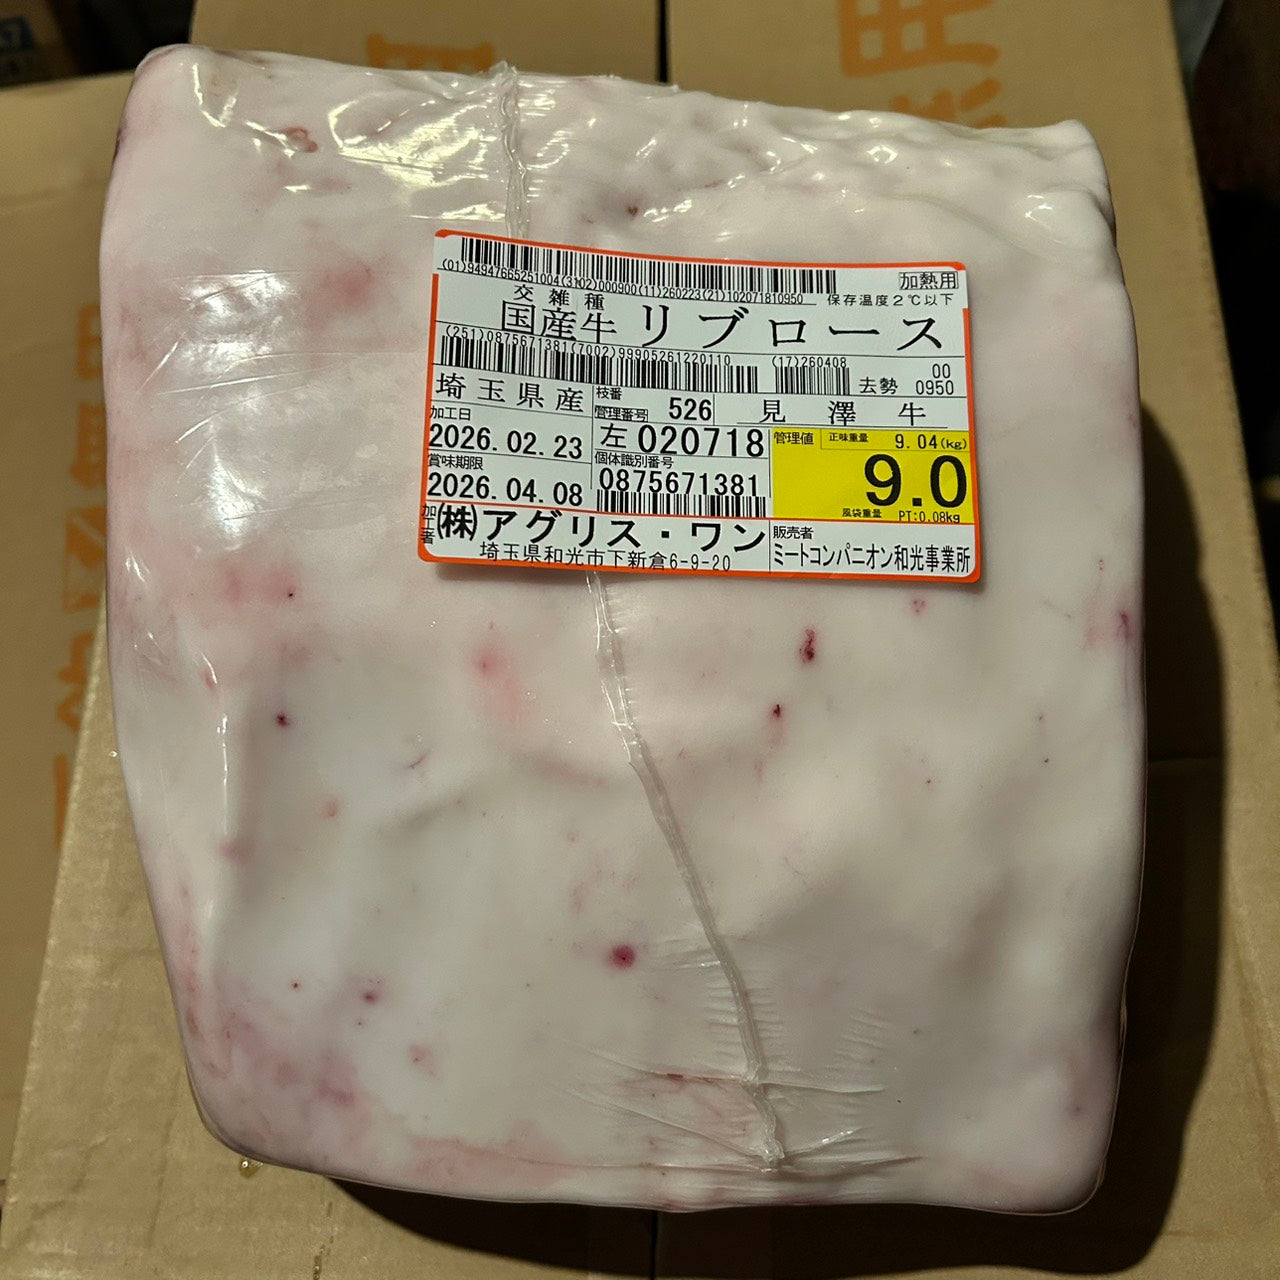 (01)94947665251004(3102)000900(11)260223(21)102071810950
加熱用
保存温度2℃以下
交雑種
国産牛 リブロース
(251)0875671381(7002)99905261220110
(17)260408
去勢
00
0950
埼玉県産
枝番
管理番号 526
見澤牛
加工日
2026.02.23
左 020718
管理値
正味重量 9.04(kg)
9.0
風袋重量 PT:0.08kg
賞味期限
2026.04.08
個体識別番号
0875671381
加工者
(株)アグリス・ワン
埼玉県和光市下新倉6-9-20
販売者
ミートコンパニオン和光事業所